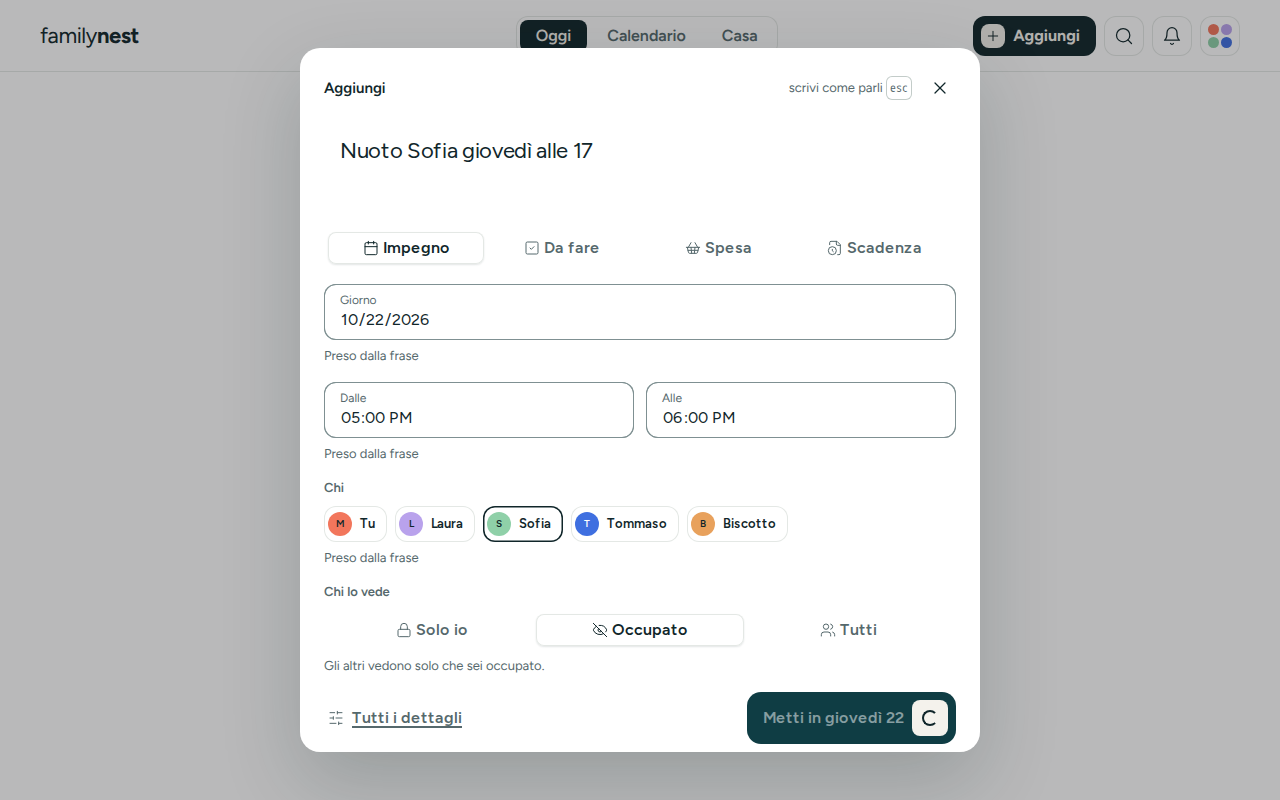 familynest
Oggi Calendario Casa
Aggiungi
Aggiungi
scrivi come parli esc
Nuoto Sofia giovedì alle 17
Impegno Da fare Spesa Scadenza
Giorno
10/22/2026
Preso dalla frase
Dalle Alle
05:00 PM 06:00 PM
Preso dalla frase
Chi
M Tu L Laura S Sofia T Tommaso B Biscotto
Preso dalla frase
Chi lo vede
Solo io Occupato Tutti
Gli altri vedono solo che sei occupato.
Tutti i dettagli Metti in giovedì 22